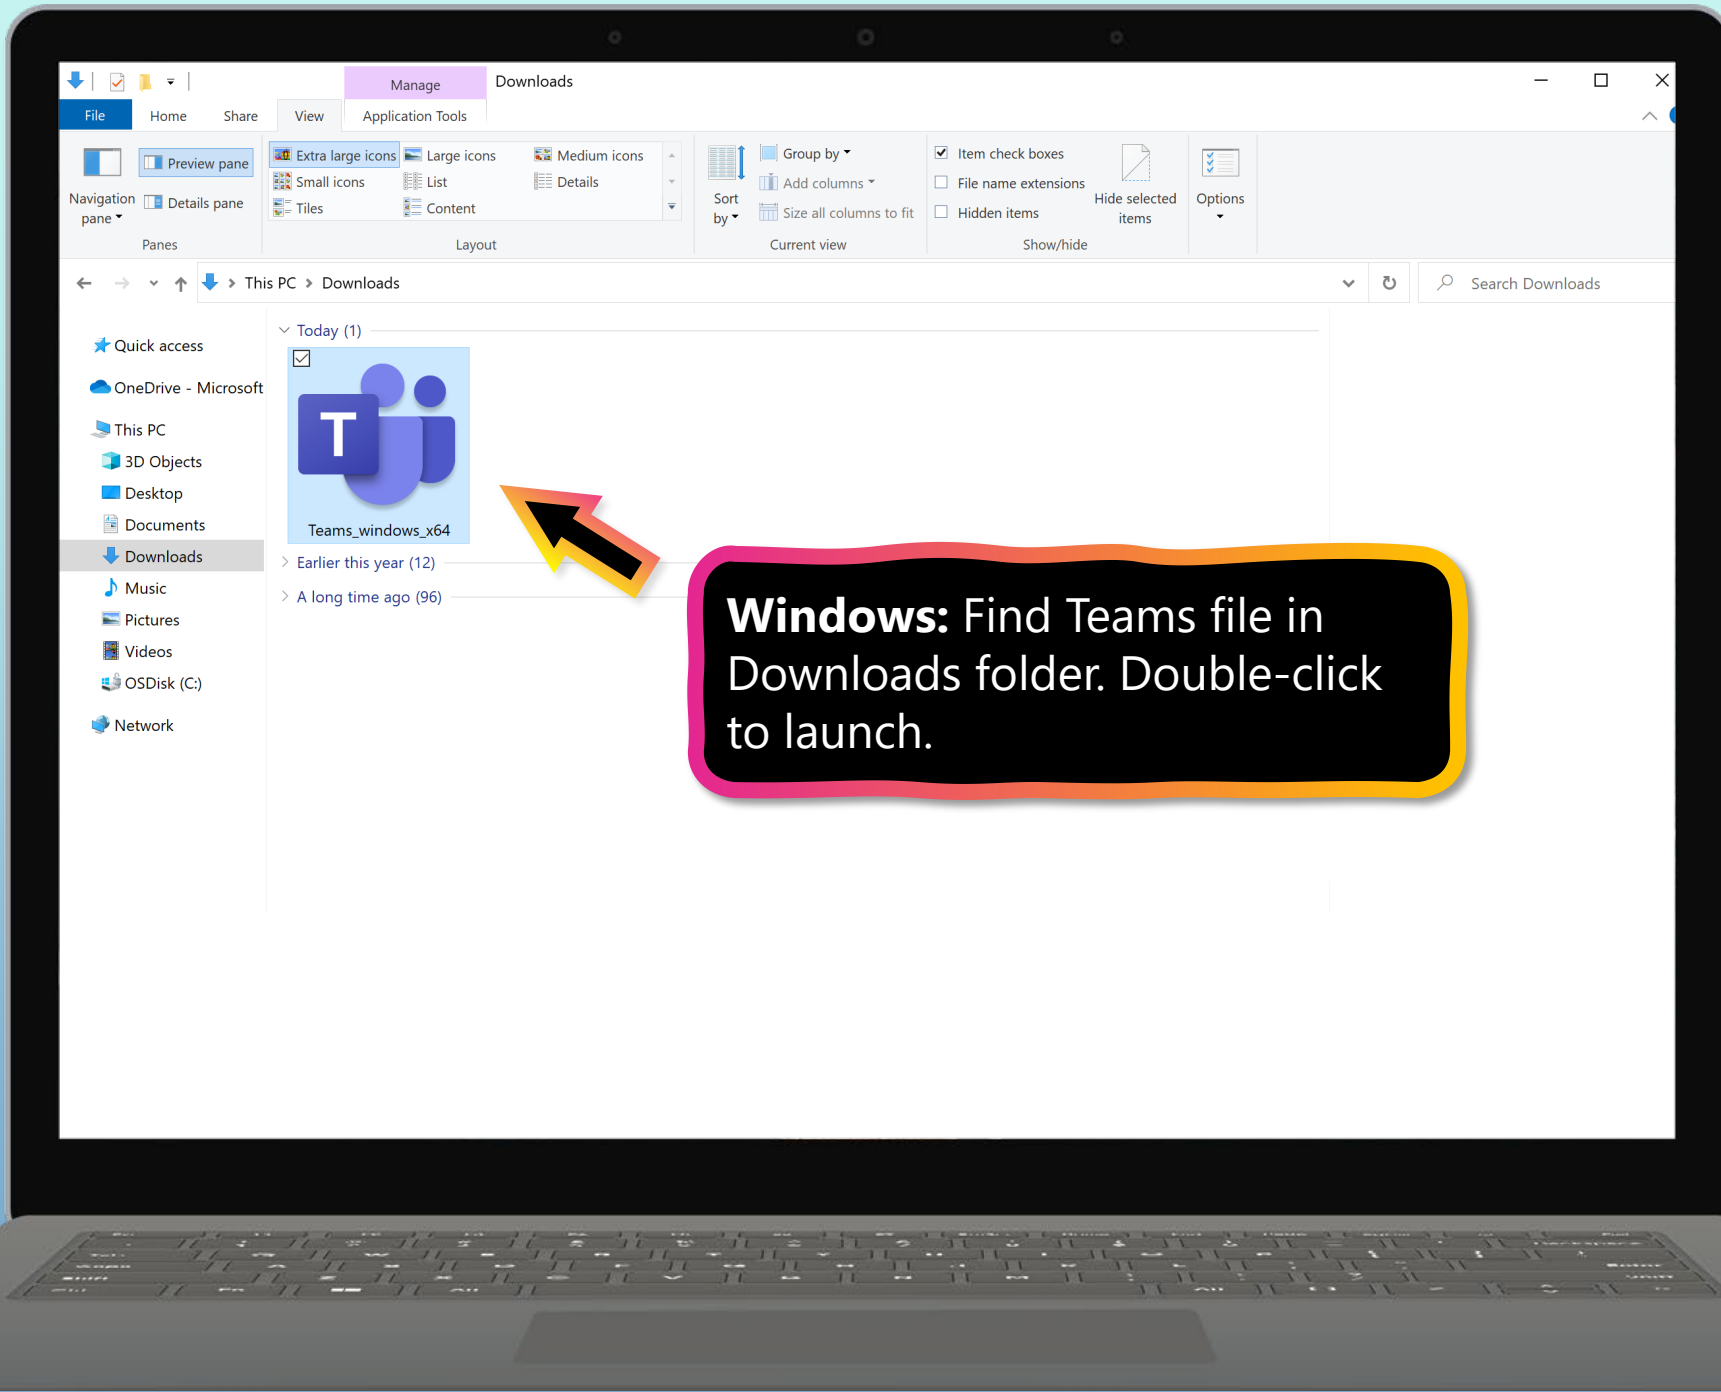 Manage
Downloads
File Home Share View Application Tools
Preview pane
Navigation pane
Details pane
Panes
Extra large icons Large icons Medium icons
Small icons List Details
Tiles Content
Layout
Sort by
Group by
Add columns
Size all columns to fit
Current view
Item check boxes
File name extensions
Hidden items
Hide selected items
Show/hide
Options
This PC > Downloads
Search Downloads
Quick access
OneDrive - Microsoft
This PC
3D Objects
Desktop
Documents
Downloads
Music
Pictures
Videos
OSDisk (C:)
Network
Today (1)
T
Teams_windows_x64
Earlier this year (12)
A long time ago (96)
Windows: Find Teams file in
Downloads folder. Double-click
to launch.